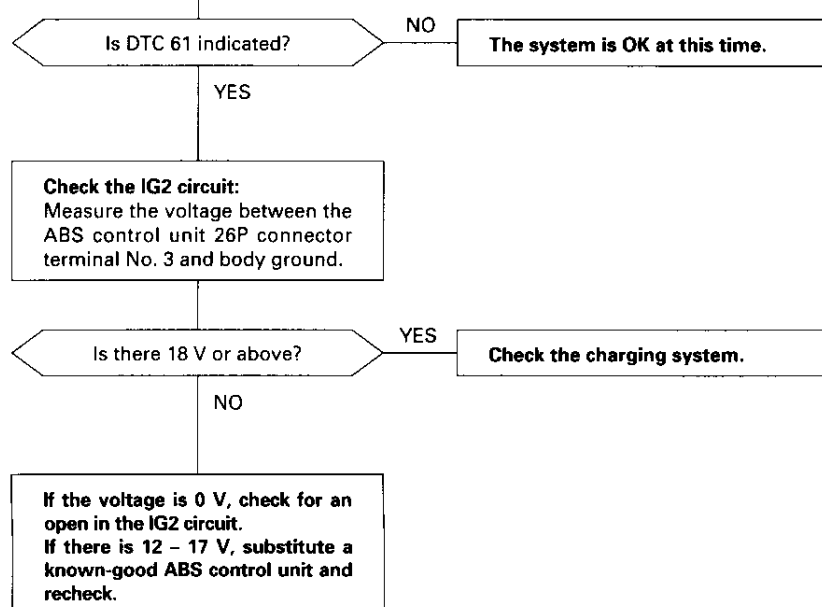 Is DTC 61 indicated?
NO
The system is OK at this time.
YES
Check the IG2 circuit:
Measure the voltage between the
ABS control unit 26P connector
terminal No. 3 and body ground.
Is there 18 V or above?
YES
Check the charging system.
NO
If the voltage is 0 V, check for an
open in the IG2 circuit.
If there is 12 – 17 V, substitute a
known-good ABS control unit and
recheck.